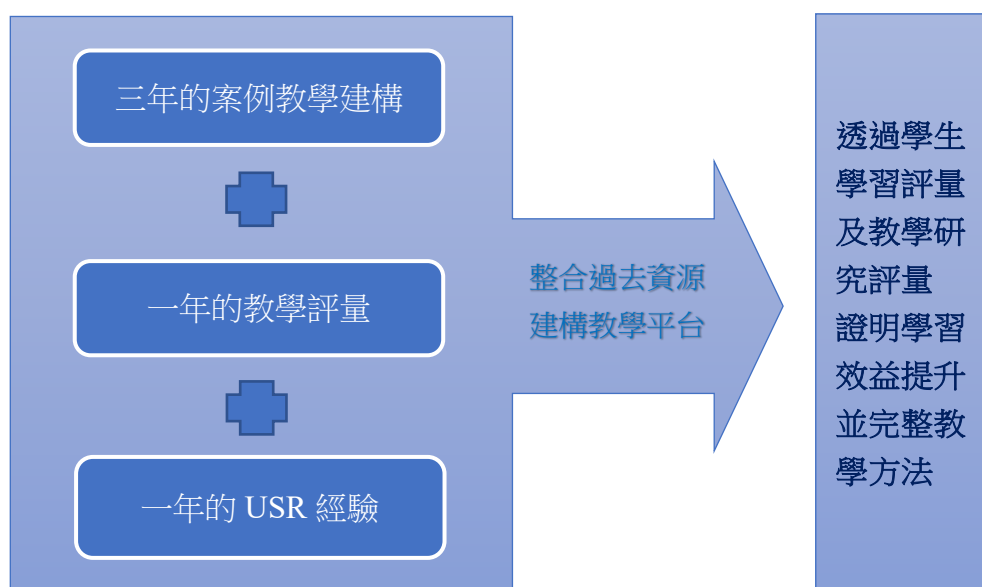 三年的案例教學建構
一年的教學評量
一年的 USR 經驗
整合過去資源
建構教學平台
透過學生
學習評量
及教學研
究評量
證明學習
效益提升
並完整教
學方法